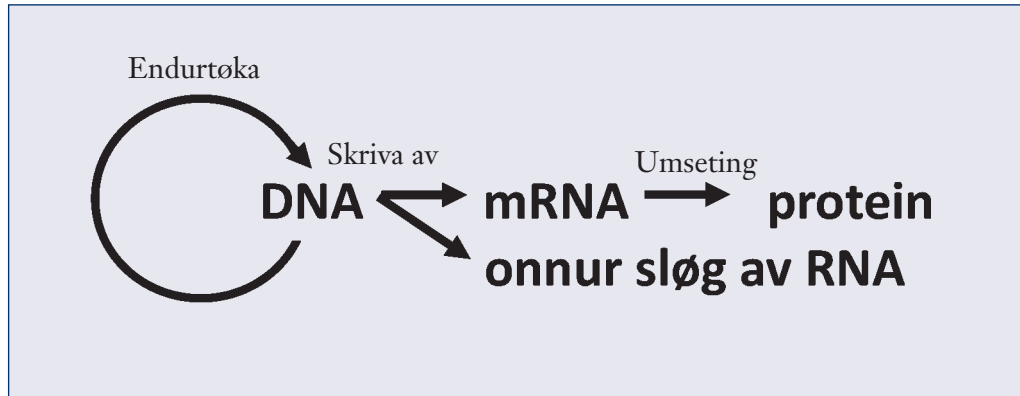 Endurtøka
Skriva av
Umseting
DNA mRNA protein
onnur sløg av RNA